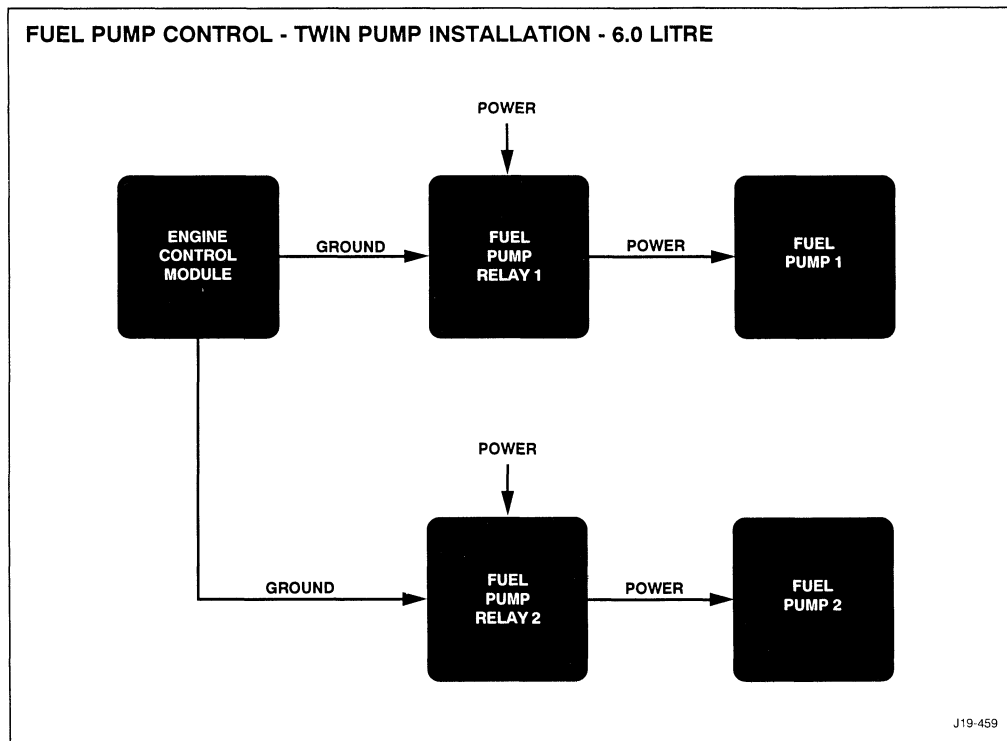 FUEL PUMP CONTROL - TWIN PUMP INSTALLATION - 6.0 LITRE
POWER
ENGINE
CONTROL
MODULE
GROUND
FUEL
PUMP
RELAY 1
POWER
FUEL
PUMP 1
POWER
GROUND
FUEL
PUMP
RELAY 2
POWER
FUEL
PUMP 2
J19-459